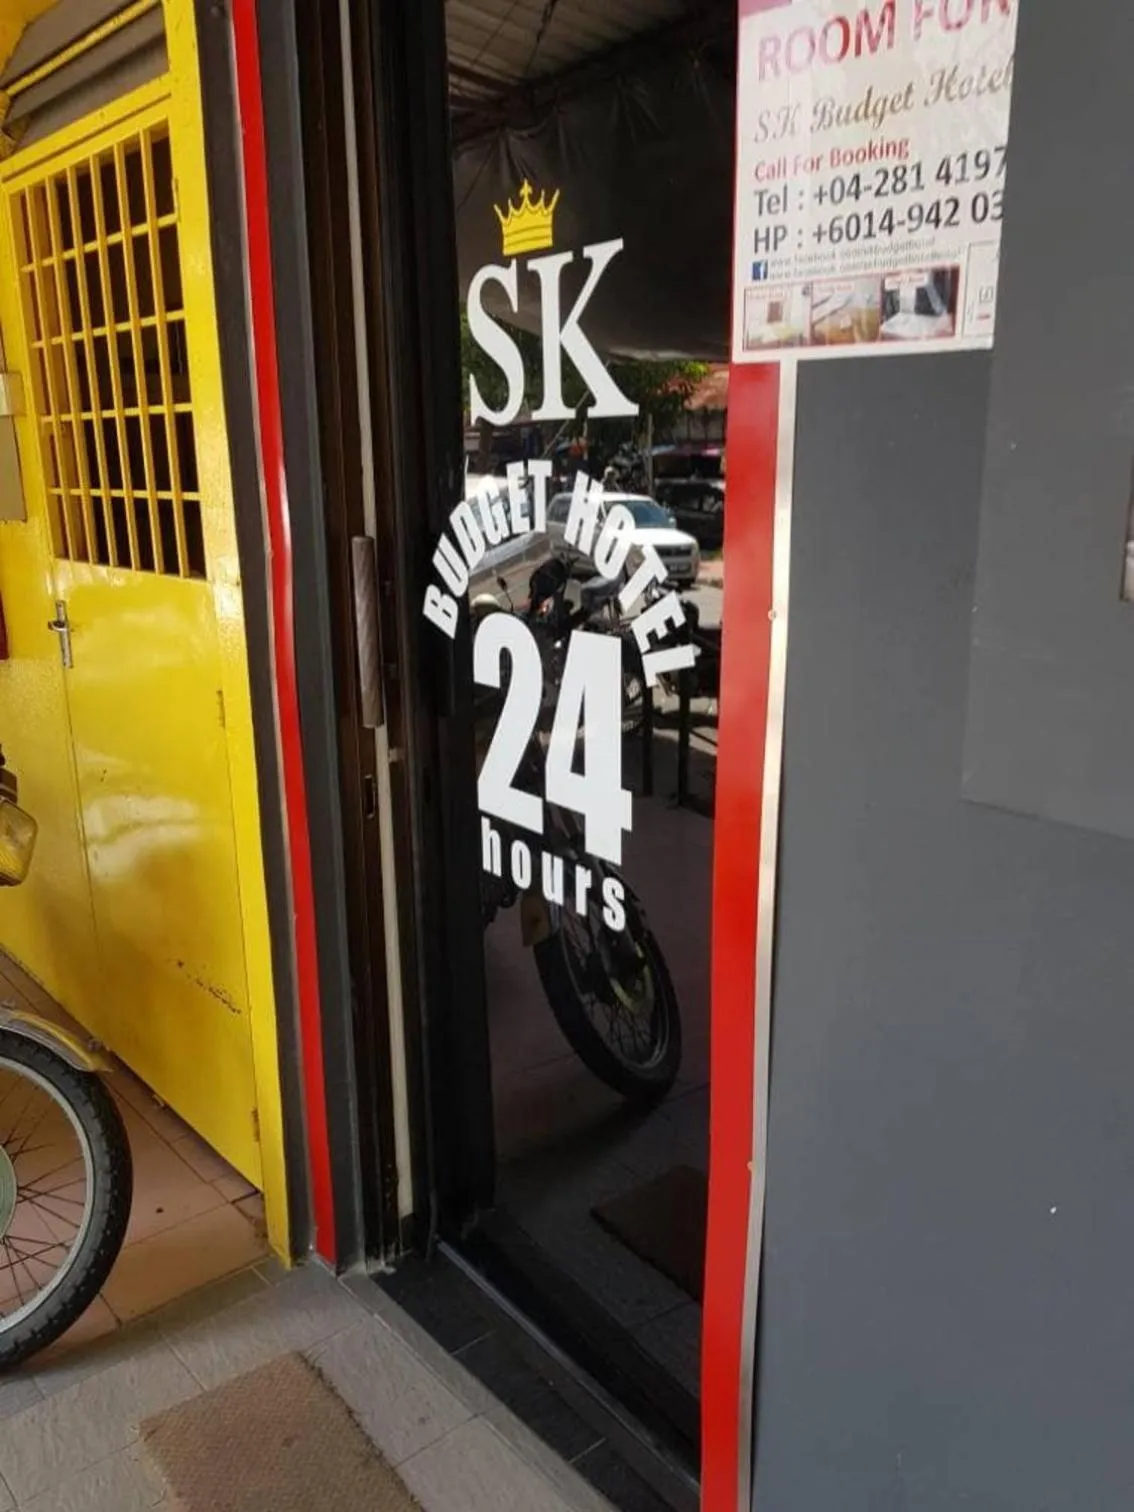 SK
BUDGET HOTEL
24
hours
ROOM FOR
SK Budget Hotel
Call For Booking
Tel : +04-281 4197
HP : +6014-942 03